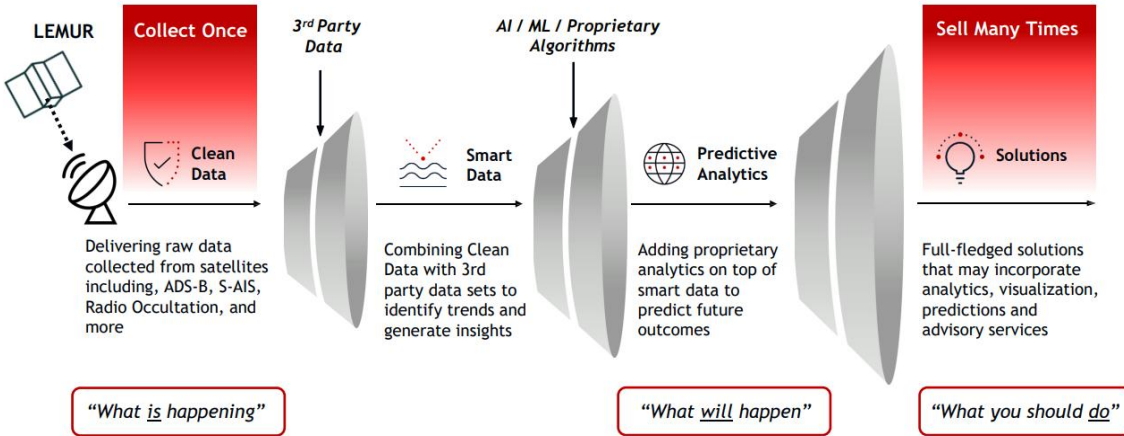 LEMUR
Collect Once
3rd Party
Data
AI / ML / Proprietary
Algorithms
Sell Many Times
Clean
Data
Smart
Data
Predictive
Analytics
Solutions
Delivering raw data
collected from satellites
including, ADS-B, S-AIS,
Radio Occultation, and
more
Combining Clean
Data with 3rd
party data sets to
identify trends and
generate insights
Adding proprietary
analytics on top of
smart data to
predict future
outcomes
Full-fledged solutions
that may incorporate
analytics, visualization,
predictions and
advisory services
“What is happening”
“What will happen”
“What you should do”